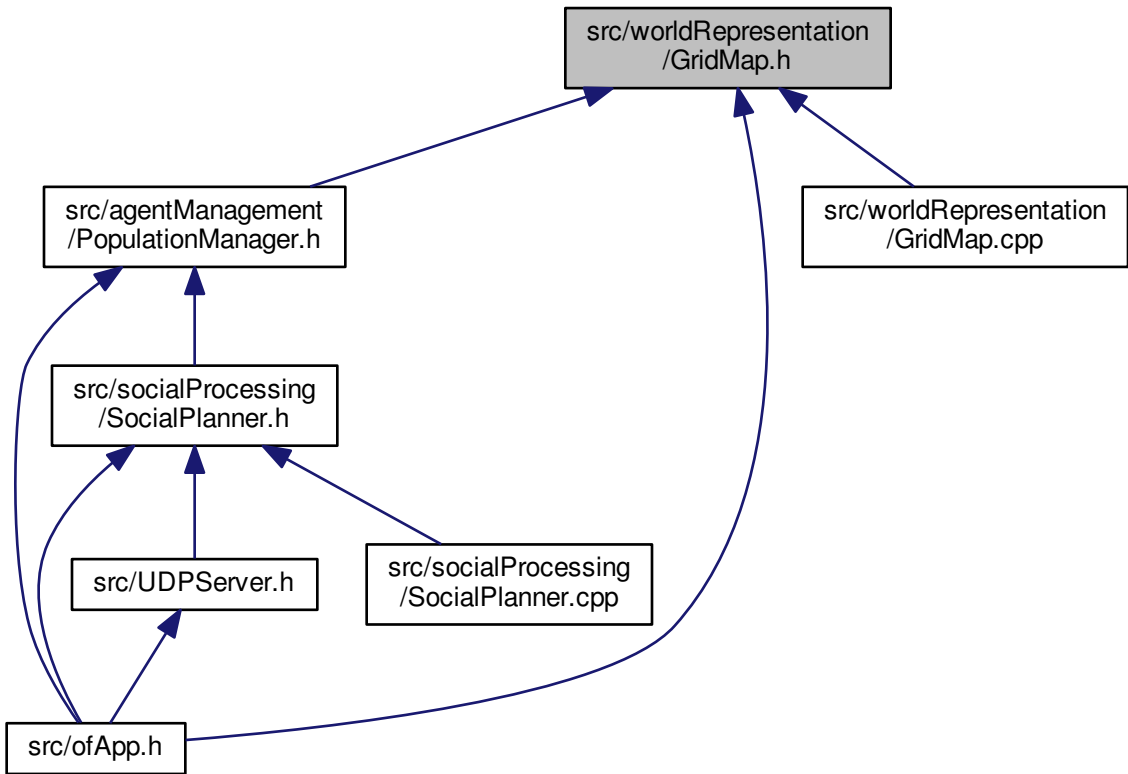 src/worldRepresentation
/GridMap.h
src/agentManagement
/PopulationManager.h
src/worldRepresentation
/GridMap.cpp
src/socialProcessing
/SocialPlanner.h
src/UDPServer.h
src/socialProcessing
/SocialPlanner.cpp
src/ofApp.h